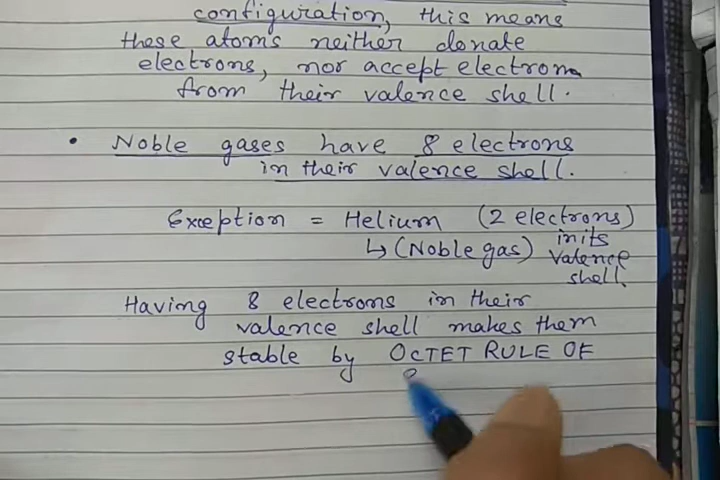 configuration, this means
these atoms neither donate
electrons, nor accept electrons
from their valence shell.
• Noble gases have 8 electrons
in their valence shell.
Exception = Helium (2 electrons)
↳ (Noble gas) in its
valence
shell.
Having 8 electrons in their
valence shell makes them
stable by OCTET RULE OF